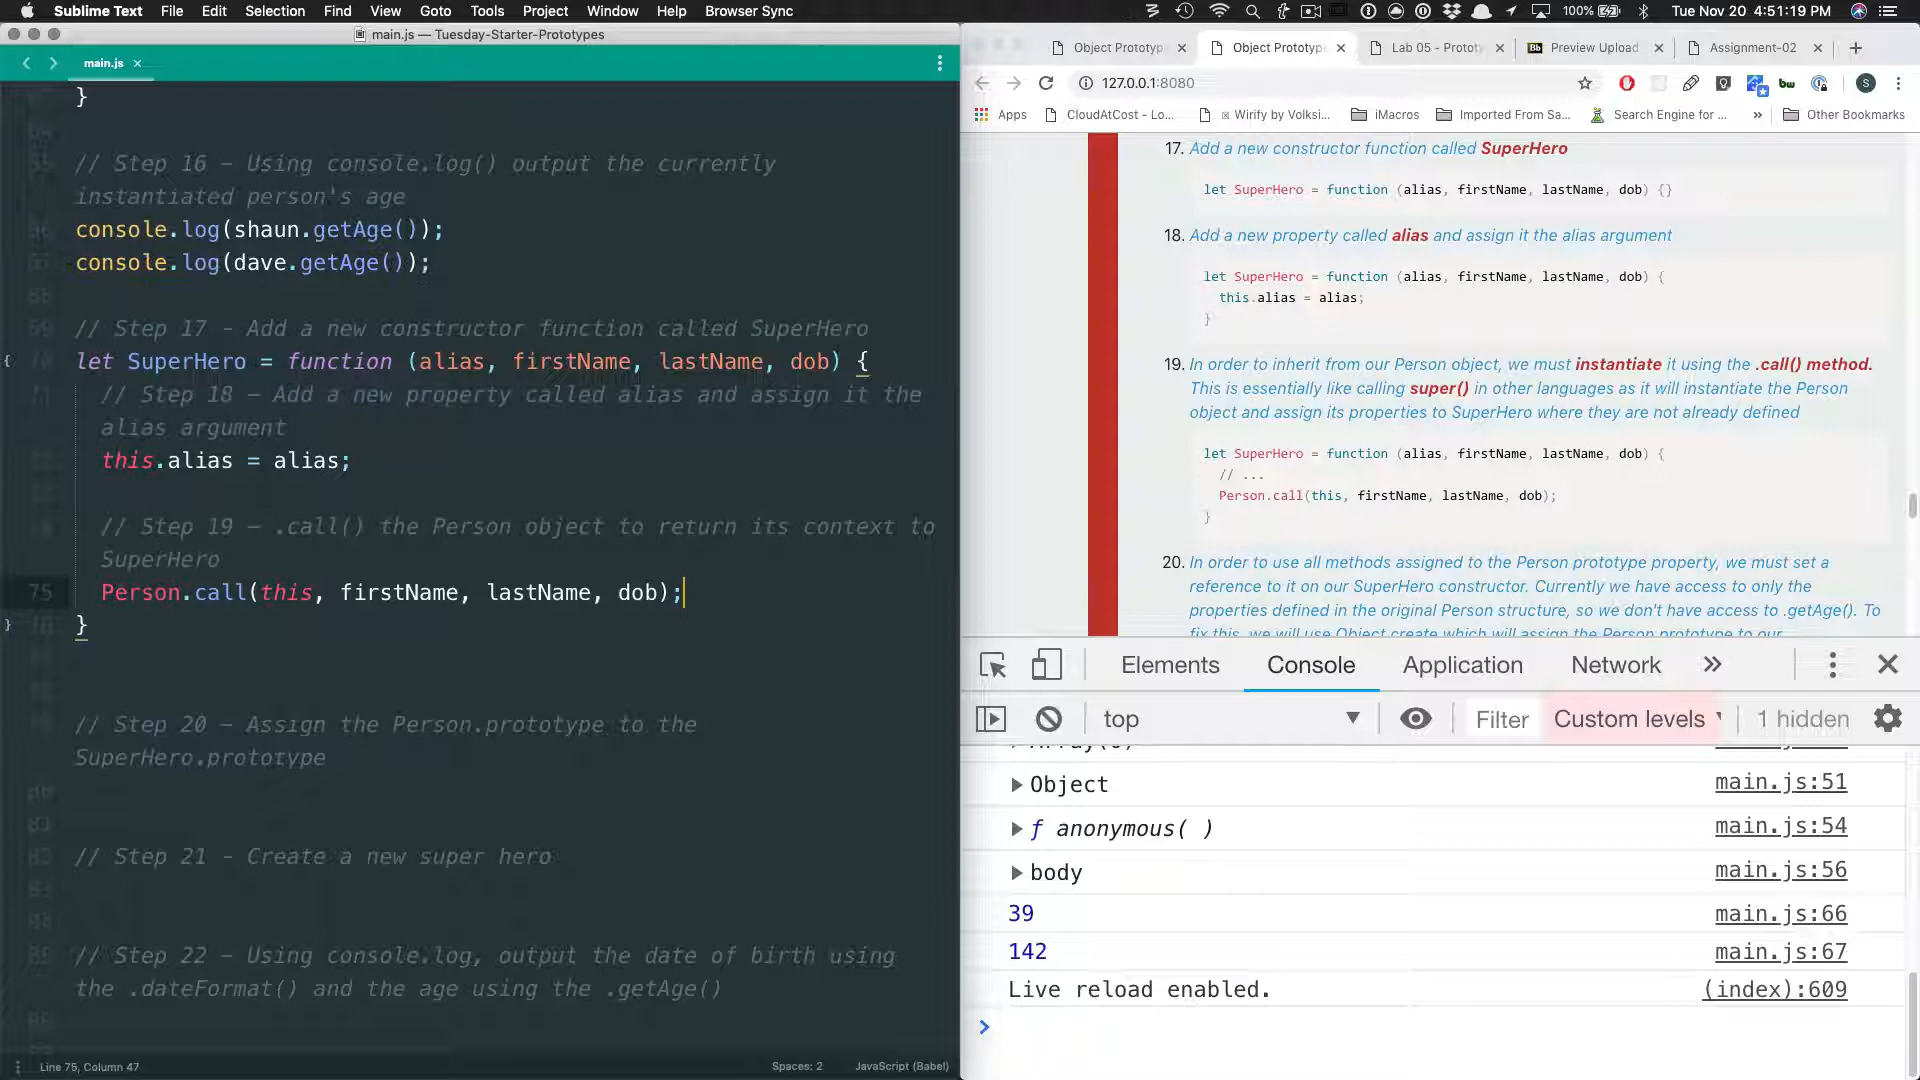 Sublime Text File Edit Selection Find View Goto Tools Project Window Help Browser Sync 100% Tue Nov 20 4:51:19 PM
main.js — Tuesday-Starter-Prototypes
main.js ×
}
// Step 16 – Using console.log() output the currently
instantiated person's age
console.log(shaun.getAge());
console.log(dave.getAge());
// Step 17 - Add a new constructor function called SuperHero
let SuperHero = function (alias, firstName, lastName, dob) {
// Step 18 – Add a new property called alias and assign it the
alias argument
this.alias = alias;
// Step 19 – .call() the Person object to return its context to
SuperHero
75 Person.call(this, firstName, lastName, dob);
}
// Step 20 – Assign the Person.prototype to the
SuperHero.prototype
// Step 21 - Create a new super hero
// Step 22 – Using console.log, output the date of birth using
the .dateFormat() and the age using the .getAge()
Line 75, Column 47 Spaces: 2 JavaScript (Babel)
Object Prototyp × Object Prototype × Lab 05 - Prototy × Bb Preview Upload × Assignment-02 × +
127.0.0.1:8080
Apps CloudAtCost - Lo... Wirify by Volksi... iMacros Imported From Sa... Search Engine for ... » Other Bookmarks
17. Add a new constructor function called SuperHero
let SuperHero = function (alias, firstName, lastName, dob) {}
18. Add a new property called alias and assign it the alias argument
let SuperHero = function (alias, firstName, lastName, dob) {
this.alias = alias;
}
19. In order to inherit from our Person object, we must instantiate it using the .call() method.
This is essentially like calling super() in other languages as it will instantiate the Person
object and assign its properties to SuperHero where they are not already defined
let SuperHero = function (alias, firstName, lastName, dob) {
// ...
Person.call(this, firstName, lastName, dob);
}
20. In order to use all methods assigned to the Person prototype property, we must set a
reference to it on our SuperHero constructor. Currently we have access to only the
properties defined in the original Person structure, so we don't have access to .getAge(). To
fix this, we will use Object create which will assign the Person prototype to our
Elements Console Application Network »
top Filter Custom levels 1 hidden
Object main.js:51
ƒ anonymous( ) main.js:54
body main.js:56
39 main.js:66
142 main.js:67
Live reload enabled. (index):609